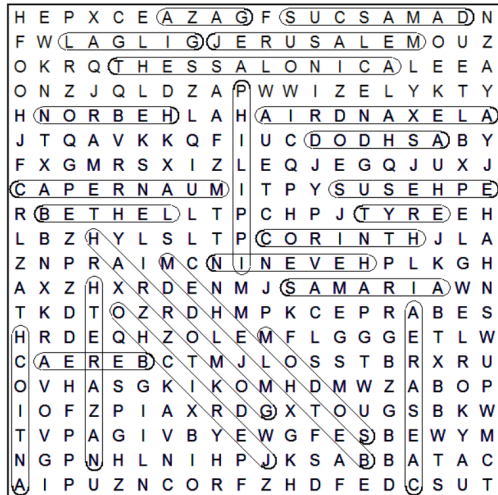 H E P X C E A Z A G F S U C S A M A D N
F W L A G L I G J E R U S A L E M O U Z
O K R Q T H E S S A L O N I C A L E E A
O N Z J Q L D Z A P W W I Z E L Y K T Y
H N O R B E H L A H A I R D N A X E L A
J T Q A V K K Q F I U C D O D H S A B Y
F X G M R S X I Z L E Q J E G Q J U X J
C A P E R N A U M I T P Y S U S E H P E
R B E T H E L L T P C H P J T Y R E E H
L B Z H Y L S L T P C O R I N T H J L A
Z N P R A I M C N I N E V E H P L K G H
A X Z H X R D E N M J S A M A R I A W N
T K D T O Z R D H M P K C E P R A B E S
H R D E Q H Z O L E M F L G G G E T L W
C A E R E B C T M J L O S S T B R X R U
O V H A S G K I K O M H D M W Z A B O P
I O F Z P I A X R D G X T O U G S B K W
T V P A G I V B Y E W G F E S B E W Y M
N G P N H L N I H P J K S A B B A T A C
A I P U Z N C O R F Z H D F E D C S U T